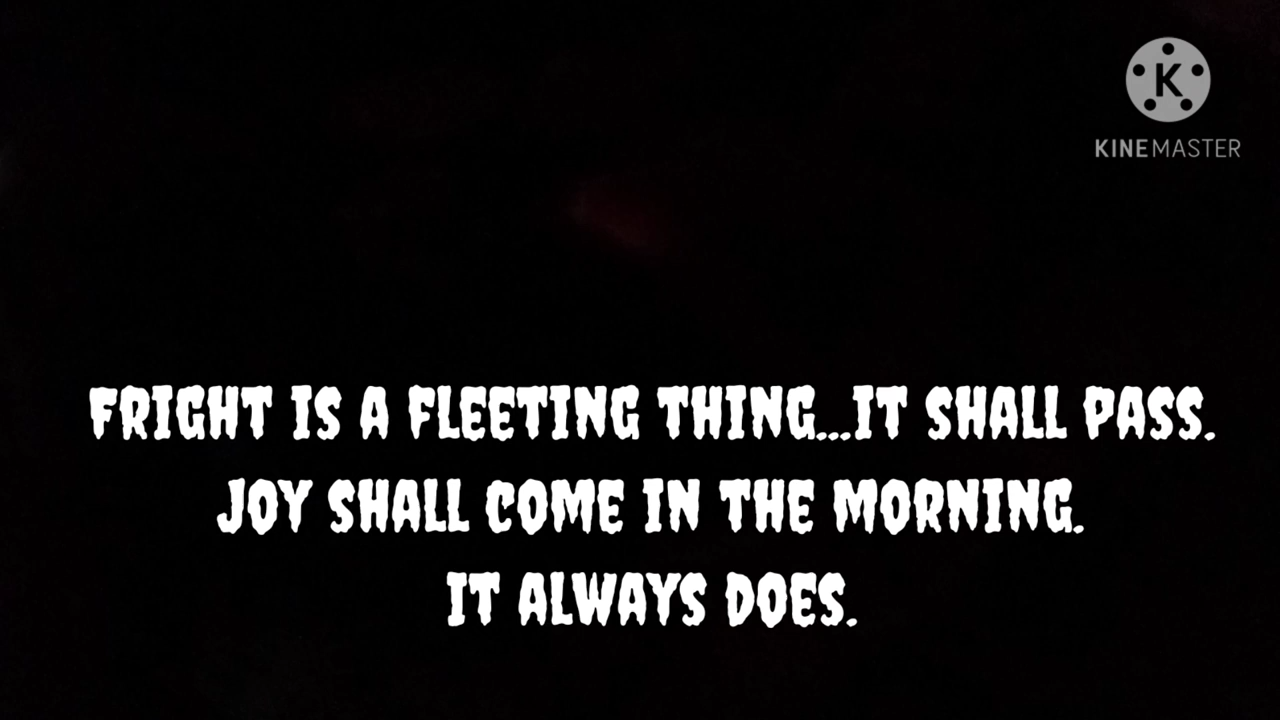 K
KINEMASTER
FRIGHT IS A FLEETING THING...IT SHALL PASS.
JOY SHALL COME IN THE MORNING.
IT ALWAYS DOES.